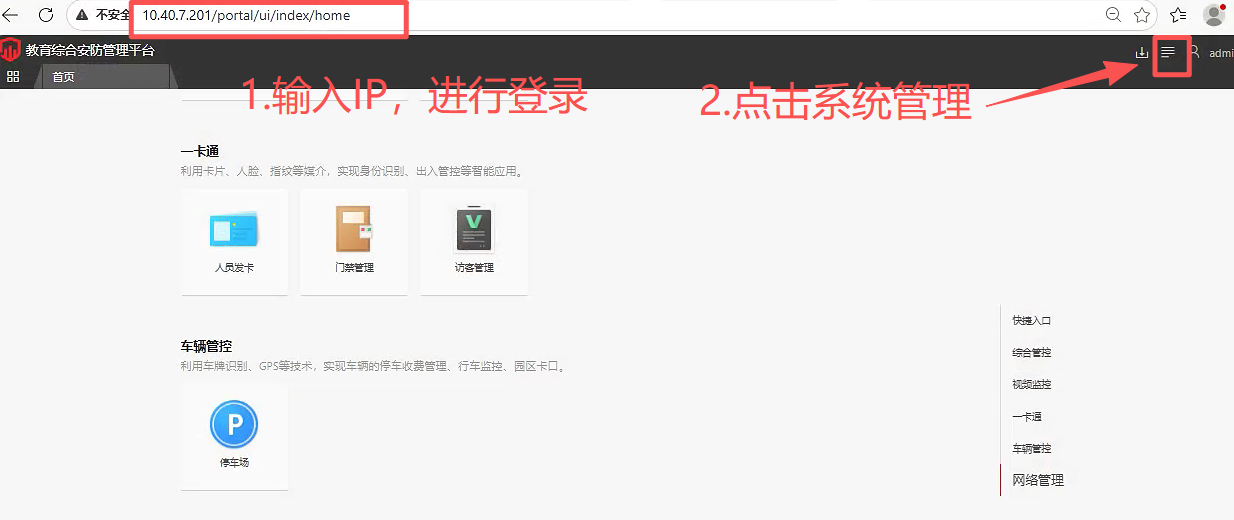 不安全 10.40.7.201/portal/ui/index/home
教育综合安防管理平台
admi
首页
1.输入IP，进行登录
2.点击系统管理
一卡通
利用卡片、人脸、指纹等媒介，实现身份识别、出入管控等智能应用。
人员发卡
门禁管理
V
访客管理
车辆管控
利用车牌识别、GPS等技术，实现车辆的停车收费管理、行车监控、园区卡口。
P
停车场
快捷入口
综合管控
视频监控
一卡通
车辆管控
网络管理